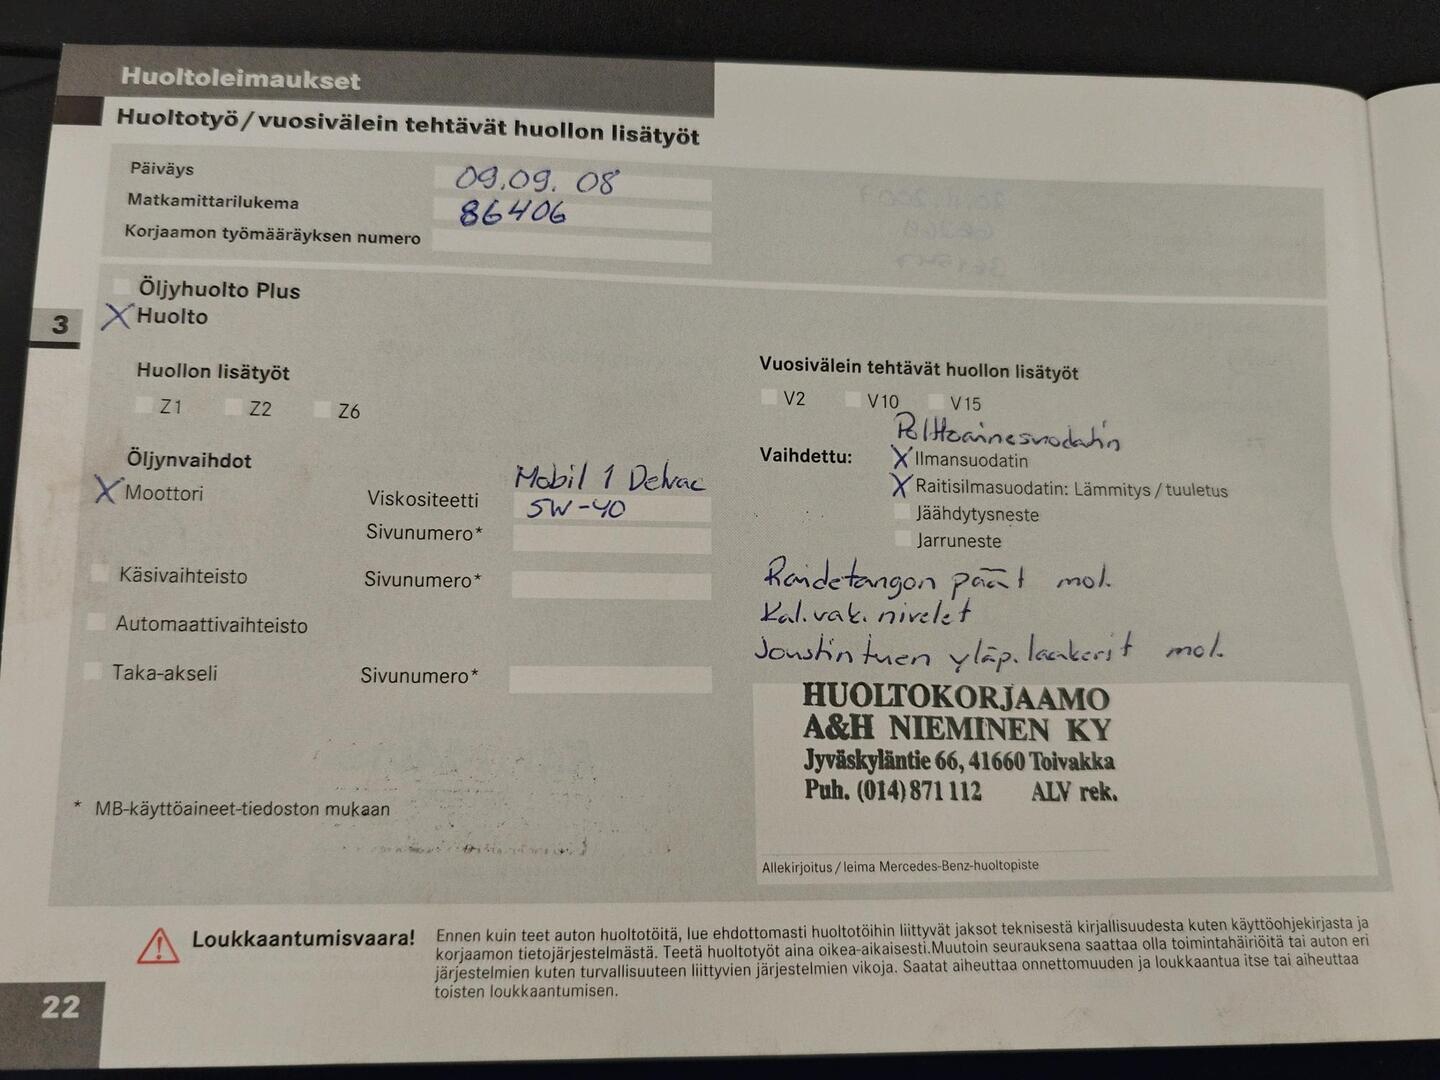 Huoltoleimaukset
Huoltotyö / vuosivälein tehtävät huollon lisätyöt
Päiväys 09.09.08
Matkamittarilukema 86406
Korjaamon työmääräyksen numero
Öljyhuolto Plus
3
X Huolto
Huollon lisätyöt
Z1 Z2 Z6
Öljynvaihdot
Mobil 1 Delvac
X Moottori Viskositeetti 5W-40
Sivunumero*
Käsivaihteisto Sivunumero*
Automaattivaihteisto
Taka-akseli Sivunumero*
* MB-käyttöaineet-tiedoston mukaan
Vuosivälein tehtävät huollon lisätyöt
V2 V10 V15
Polttoainesuodatin
Vaihdettu: X Ilmansuodatin
X Raitisilmasuodatin: Lämmitys / tuuletus
Jäähdytysneste
Jarruneste
Raidetangon päät mol.
Kal.vak. nivelet
Joustintuen yläp. laakerit mol.
HUOLTOKORJAAMO
A&H NIEMINEN KY
Jyväskyläntie 66, 41660 Toivakka
Puh. (014) 871 112 ALV rek.
Allekirjoitus / leima Mercedes-Benz-huoltopiste
Loukkaantumisvaara!
Ennen kuin teet auton huoltotöitä, lue ehdottomasti huoltotöihin liittyvät jaksot teknisestä kirjallisuudesta kuten käyttöohjekirjasta ja
korjaamon tietojärjestelmästä. Teetä huoltotyöt aina oikea-aikaisesti.Muutoin seurauksena saattaa olla toimintahäiriöitä tai auton eri
järjestelmien kuten turvallisuuteen liittyvien järjestelmien vikoja. Saatat aiheuttaa onnettomuuden ja loukkaantua itse tai aiheuttaa
toisten loukkaantumisen.
22